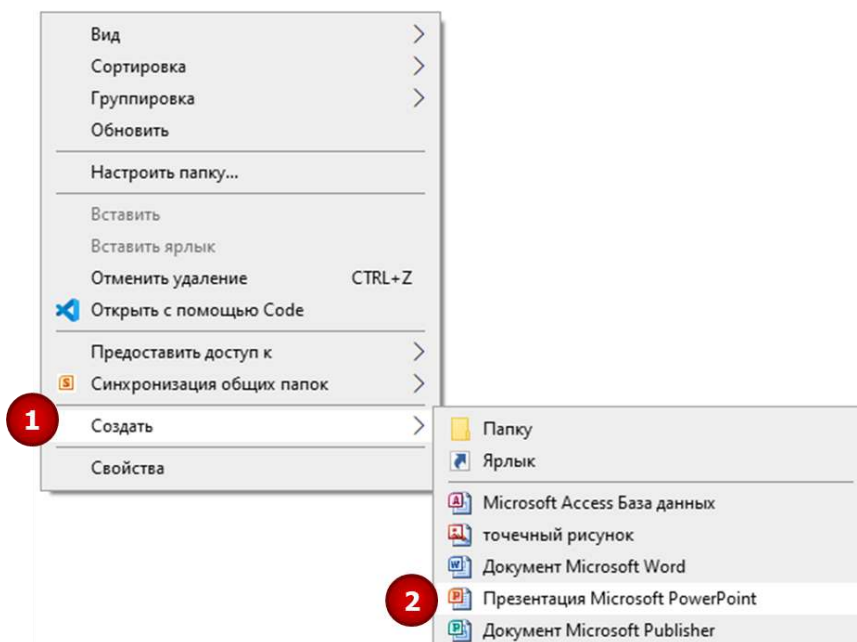 Вид
Сортировка
Группировка
Обновить
Настроить папку...
Вставить
Вставить ярлык
Отменить удаление CTRL+Z
Открыть с помощью Code
Предоставить доступ к
S Синхронизация общих папок
1 Создать
Свойства
Папку
Ярлык
A Microsoft Access База данных
точечный рисунок
W Документ Microsoft Word
2 P Презентация Microsoft PowerPoint
P Документ Microsoft Publisher